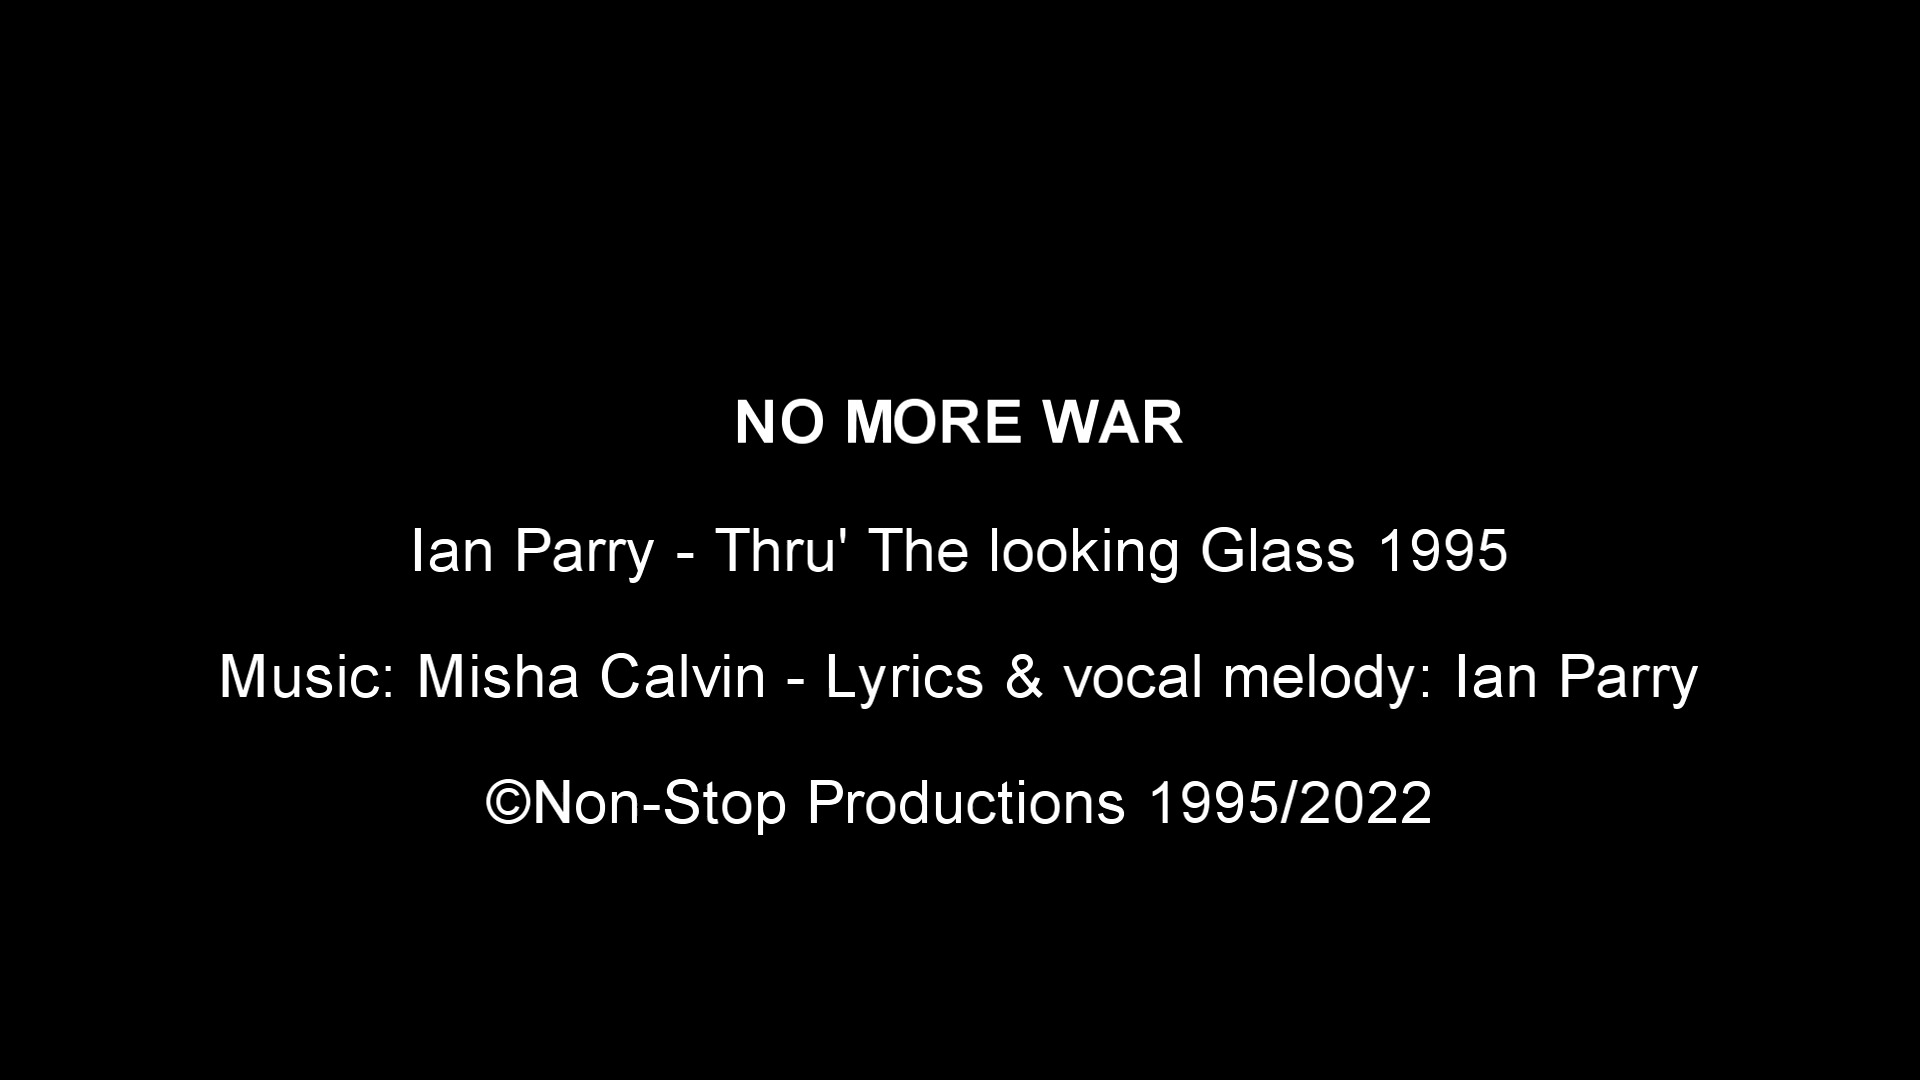 NO MORE WAR
Ian Parry - Thru' The looking Glass 1995
Music: Misha Calvin - Lyrics & vocal melody: Ian Parry
©Non-Stop Productions 1995/2022